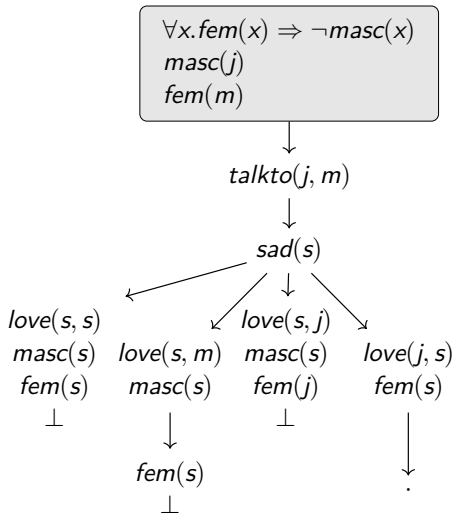 ∀x.fem(x) ⇒ ¬masc(x)
masc(j)
fem(m)
talkto(j, m)
sad(s)
love(s, s)
masc(s)
fem(s)
⊥
love(s, m)
masc(s)
fem(s)
⊥
love(s, j)
masc(s)
fem(j)
⊥
love(j, s)
fem(s)
.